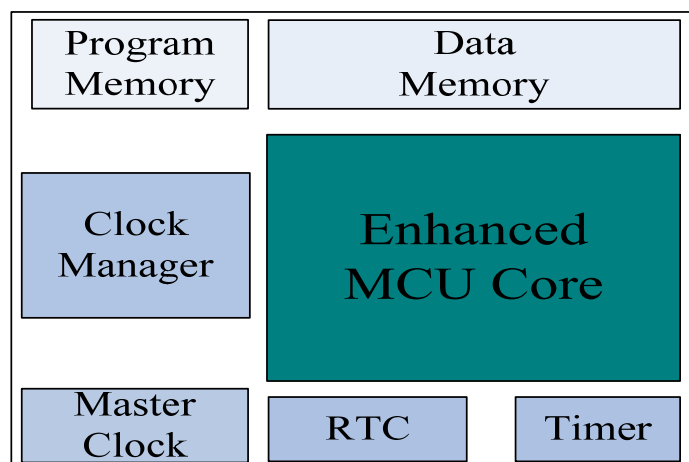 Program
Memory
Data
Memory
Clock
Manager
Enhanced
MCU Core
Master
Clock
RTC
Timer